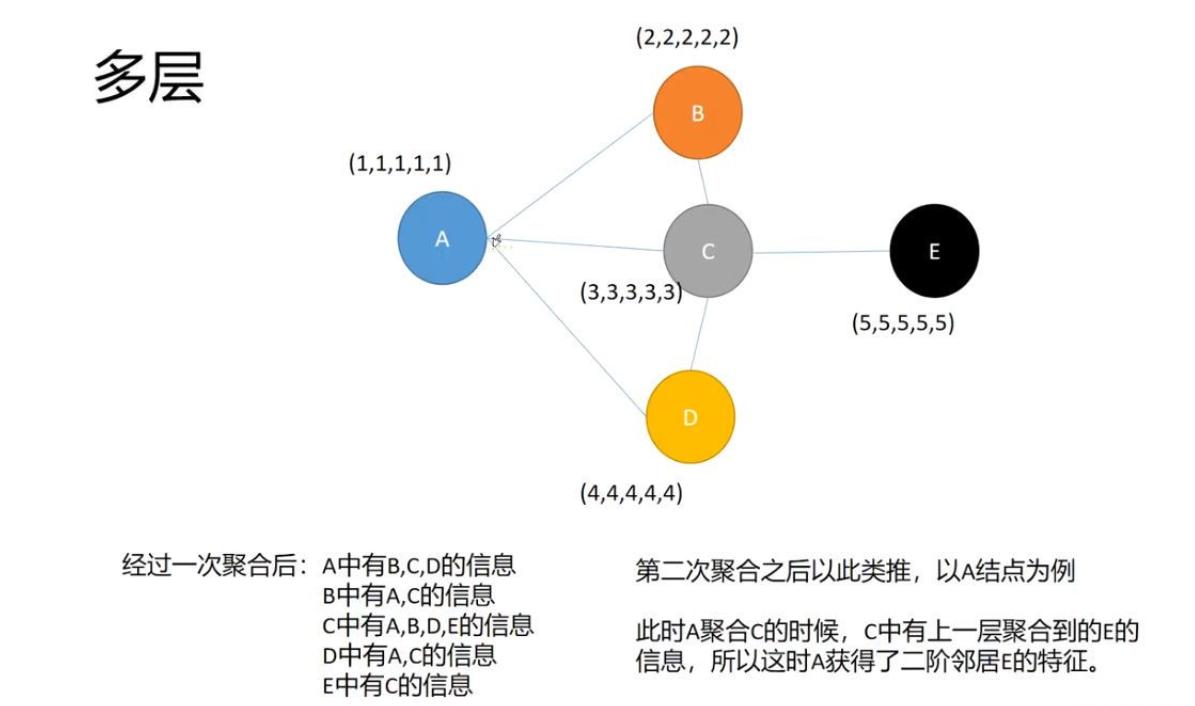 多层
(2,2,2,2,2)
B
(1,1,1,1,1)
A
C
E
(3,3,3,3,3)
(5,5,5,5,5)
D
(4,4,4,4,4)
经过一次聚合后：A中有B,C,D的信息
B中有A,C的信息
C中有A,B,D,E的信息
D中有A,C的信息
E中有C的信息
第二次聚合之后以此类推，以A结点为例
此时A聚合C的时候，C中有上一层聚合到的E的
信息，所以这时A获得了二阶邻居E的特征。